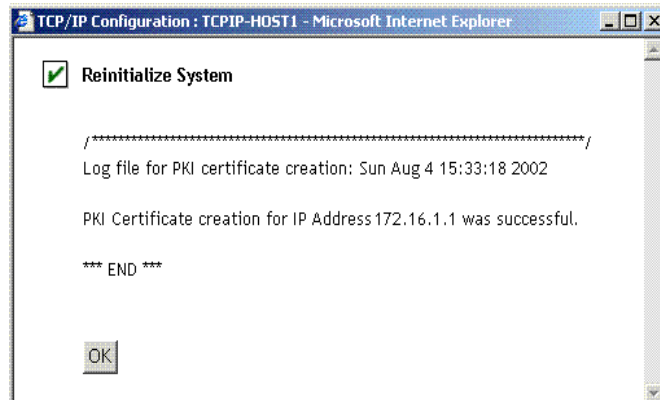 TCP/IP Configuration : TCPIP-HOST1 - Microsoft Internet Explorer
Reinitialize System
/***************************************************************************/
Log file for PKI certificate creation: Sun Aug 4 15:33:18 2002
PKI Certificate creation for IP Address 172.16.1.1 was successful.
*** END ***
OK